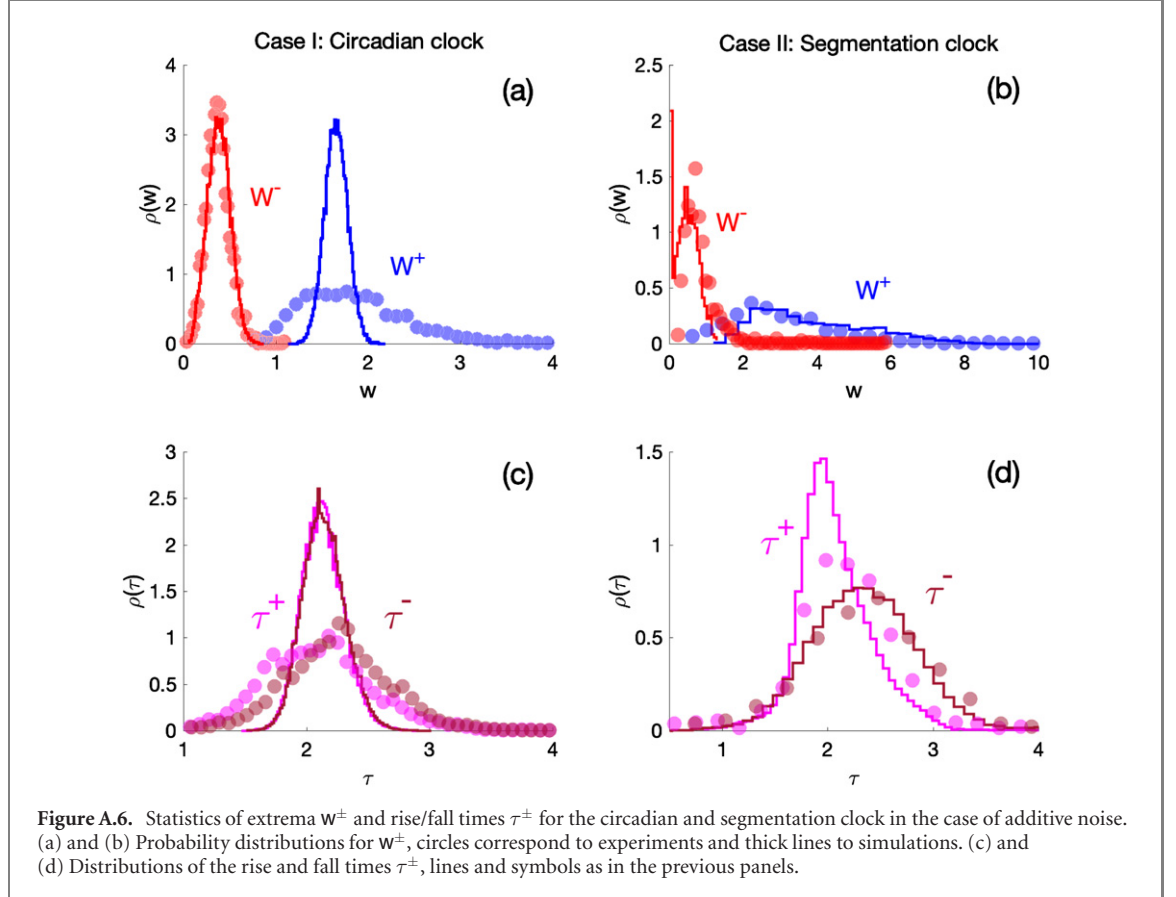 Case I: Circadian clock
Case II: Segmentation clock
4
3
2
1
0
ρ(w)
(a)
W⁻
W⁺
0
1
2
3
4
w
2.5
2
1.5
1
0.5
0
ρ(w)
(b)
W⁻
W⁺
0
2
4
6
8
10
w
3
2.5
2
1.5
1
0.5
0
ρ(τ)
(c)
τ⁺
τ⁻
1
2
3
4
τ
1.5
1
0.5
0
ρ(τ)
(d)
τ⁺
τ⁻
1
2
3
4
τ
Figure A.6. Statistics of extrema w± and rise/fall times τ± for the circadian and segmentation clock in the case of additive noise.
(a) and (b) Probability distributions for w±, circles correspond to experiments and thick lines to simulations. (c) and
(d) Distributions of the rise and fall times τ±, lines and symbols as in the previous panels.